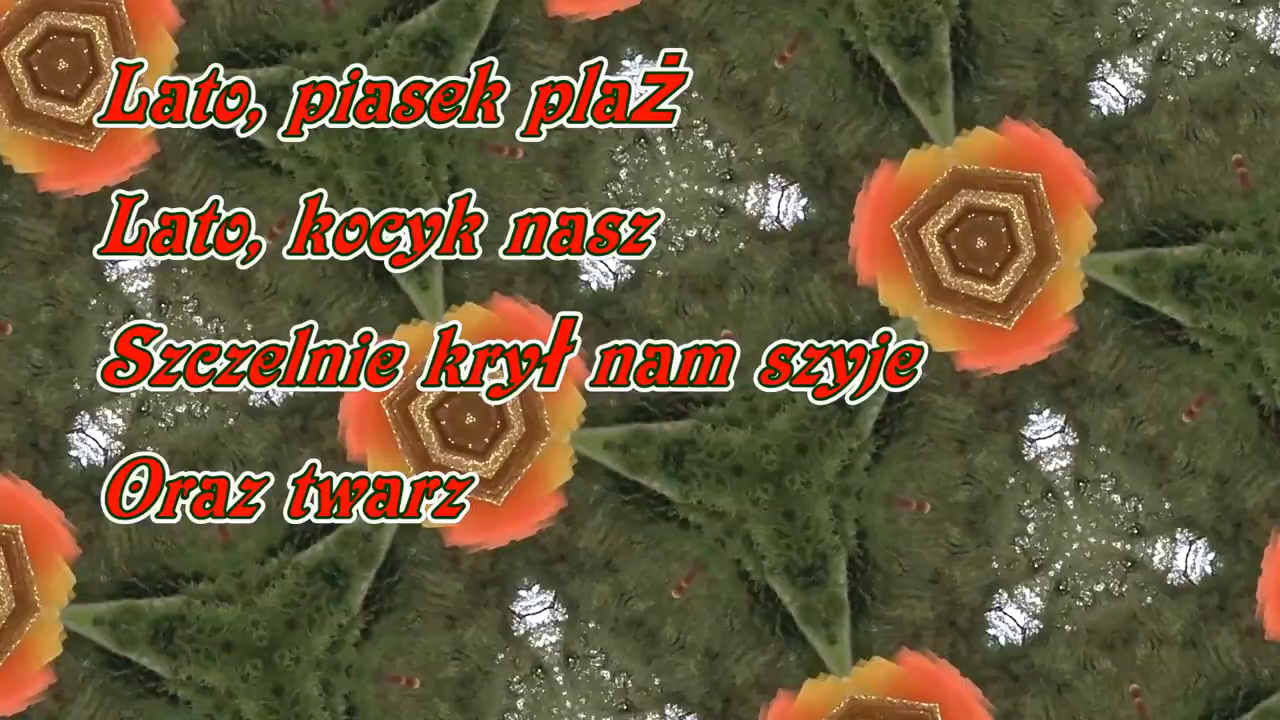 Lato, piasek plaż
Lato, kocyk nasz
Szczelnie krył nam szyje
Oraz twarz